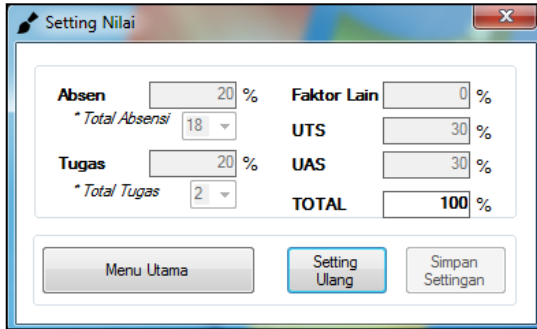 Setting Nilai
x
Absen 20 %
* Total Absensi 18
Tugas 20 %
* Total Tugas 2
Faktor Lain 0 %
UTS 30 %
UAS 30 %
TOTAL 100 %
Menu Utama
Setting
Ulang
Simpan
Settingan